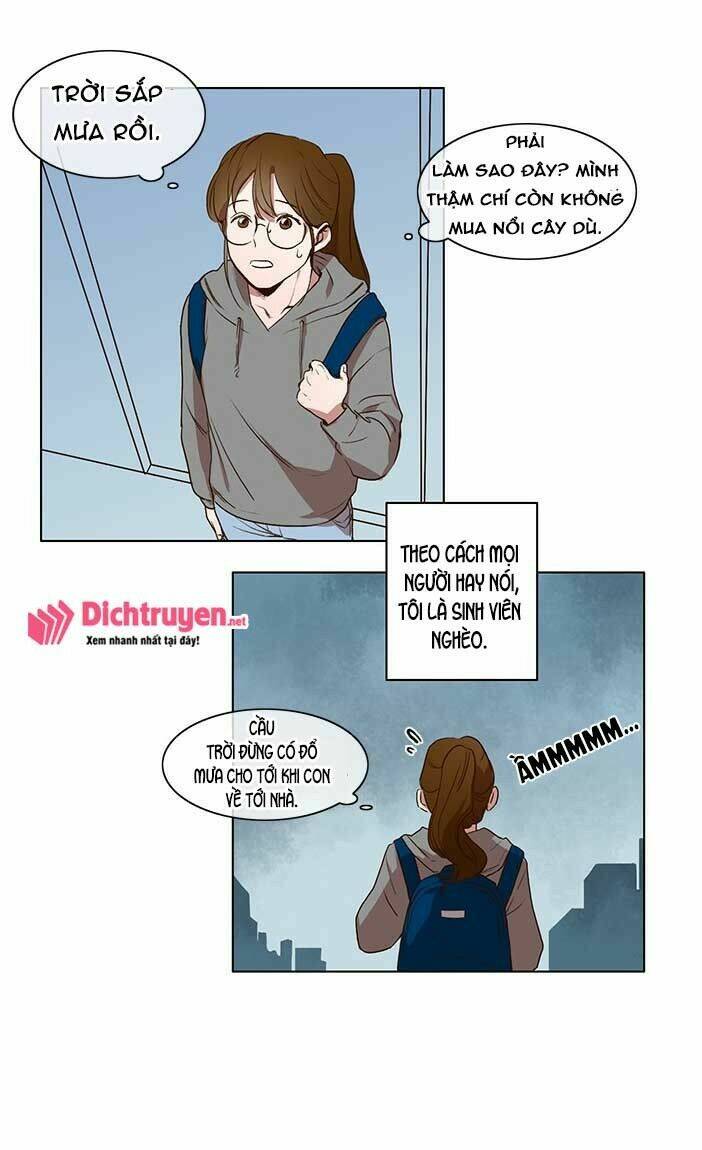 TRỜI SẮP
MƯA RỒI.
PHẢI
LÀM SAO ĐÂY? MÌNH
THẬM CHÍ CÒN KHÔNG
MUA NỔI CÂY DÙ.
THEO CÁCH MỌI
NGƯỜI HAY NÓI,
TÔI LÀ SINH VIÊN
NGHÈO.
Dichtruyen.net
Xem nhanh nhất tại đây!
CẦU
TRỜI ĐỪNG CÓ ĐỔ
MƯA CHO TỚI KHI CON
VỀ TỚI NHÀ.
ẦMMMMM...